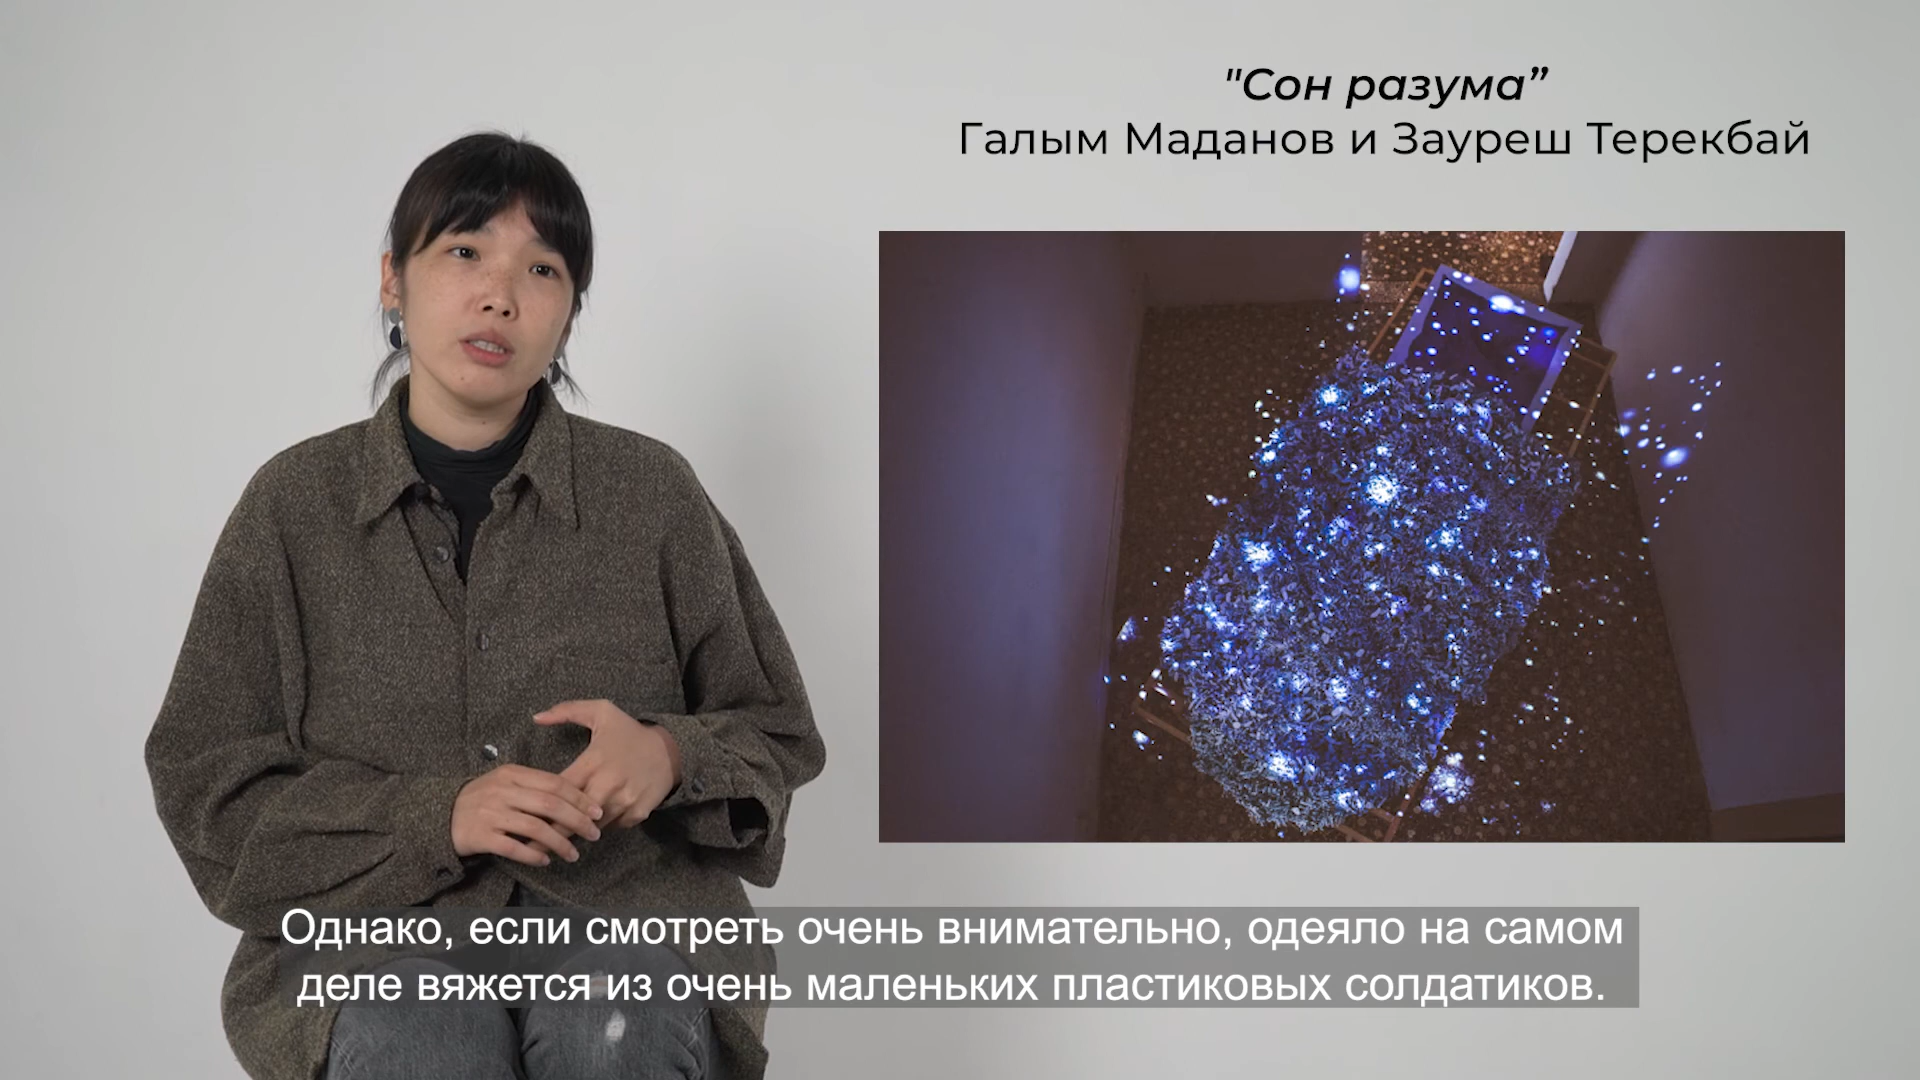 "Сон разума”
Галым Маданов и Зауреш Терекбай
Однако, если смотреть очень внимательно, одеяло на самом
деле вяжется из очень маленьких пластиковых солдатиков.